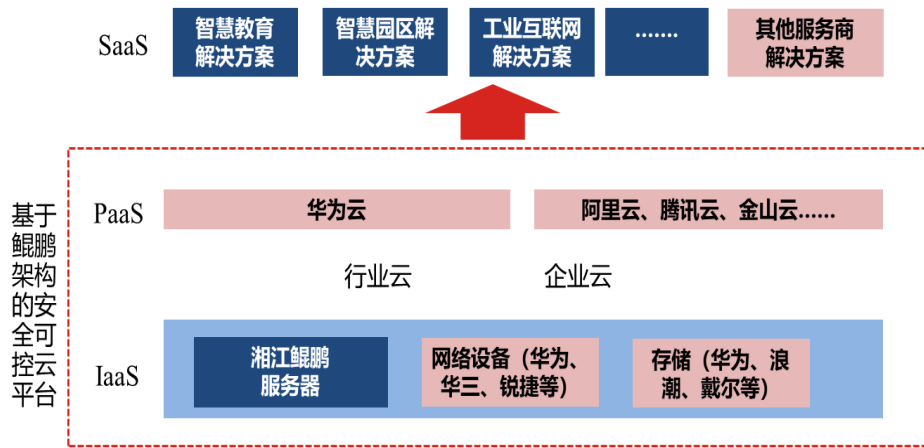 SaaS
智慧教育
解决方案
智慧园区解
决方案
工业互联网
解决方案
.......
其他服务商
解决方案
基于
鲲鹏
架构
的安
全可
控云
平台
PaaS
华为云
阿里云、腾讯云、金山云......
行业云
企业云
IaaS
湘江鲲鹏
服务器
网络设备（华为、
华三、锐捷等）
存储（华为、浪
潮、戴尔等）